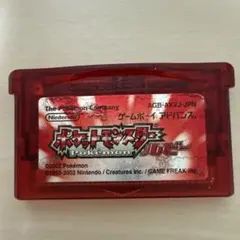 The Pokémon Company
AGB-AXVJ-JPN
Nintendo
ゲームボーイ アドバンス
ポケットモンスター
Pokémon
ルビー
©2002 Pokémon
©1995-2002 Nintendo / Creatures inc. / GAME FREAK inc.